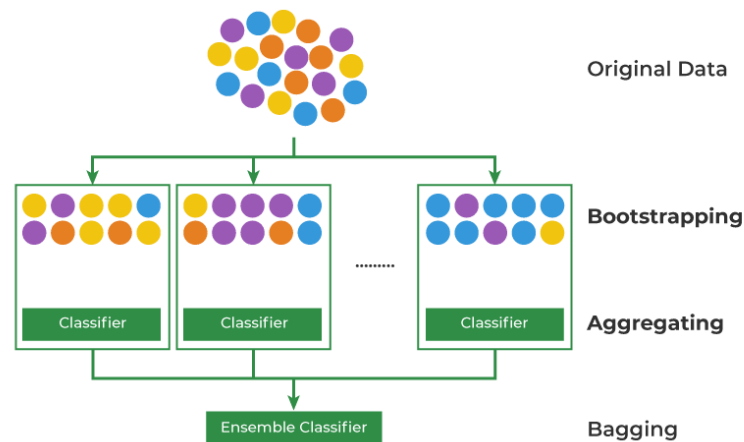 Original Data
Bootstrapping
.........
Classifier
Classifier
Classifier
Aggregating
Ensemble Classifier
Bagging